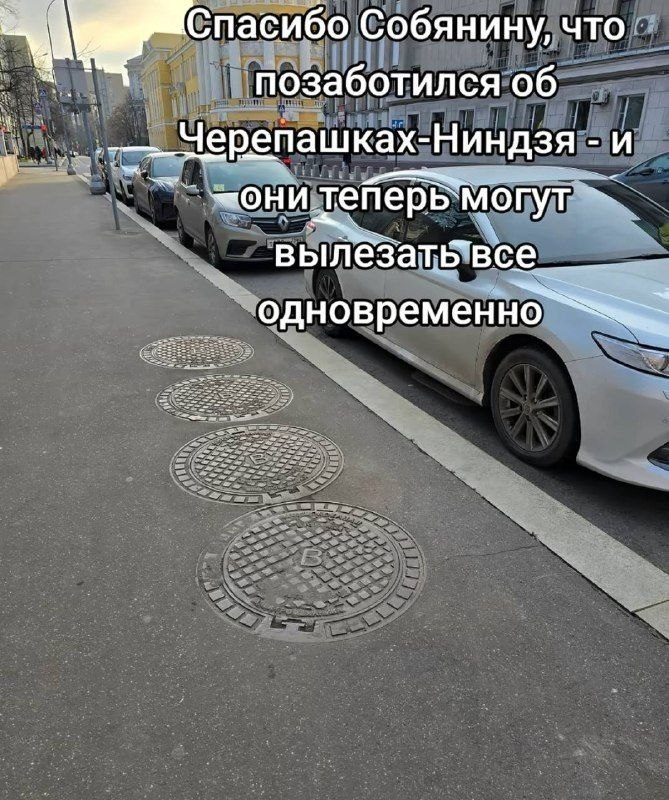 Спасибо Собянину, что
позаботился об
Черепашках-Ниндзя - и
они теперь могут
вылезать все
одновременно
В
В